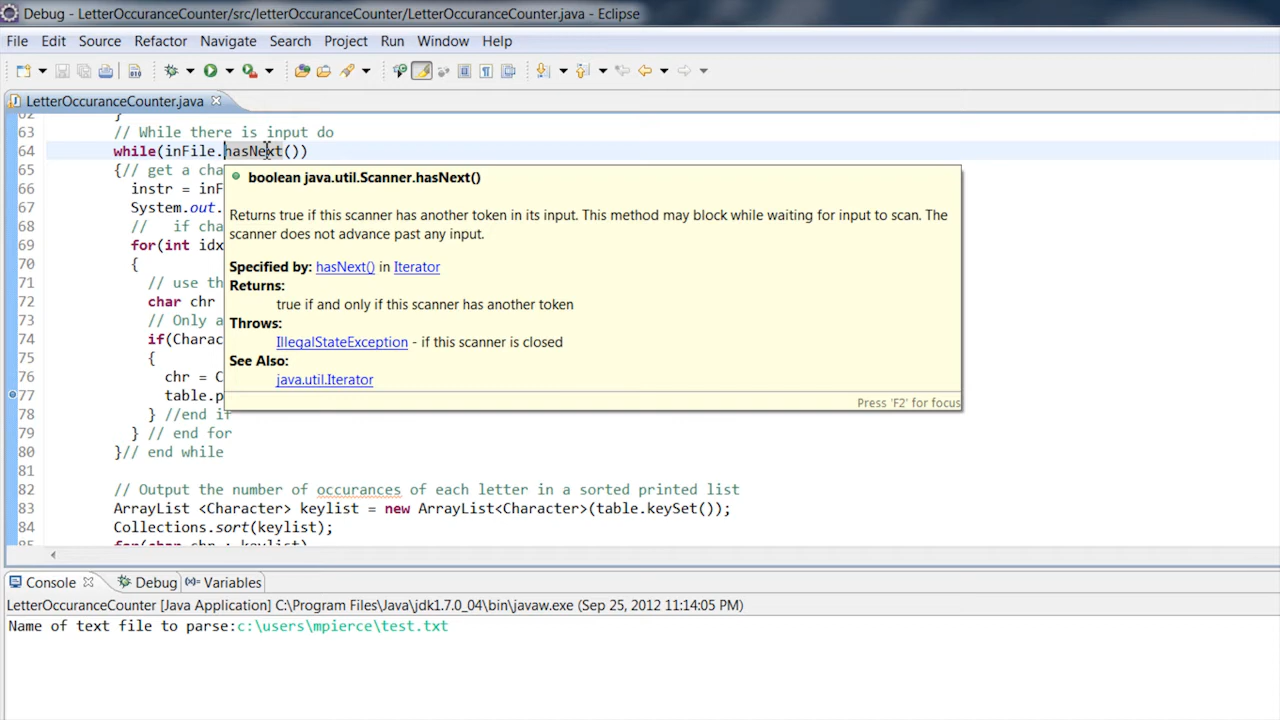 Debug - LetterOccuranceCounter/src/letterOccuranceCounter/LetterOccuranceCounter.java - Eclipse
File Edit Source Refactor Navigate Search Project Run Window Help
LetterOccuranceCounter.java
62 }
63 // While there is input do
64 while(inFile.hasNext())
65 {// get a cha
66 instr = inF
67 System.out.
68 // if cha
69 for(int idx
70 {
71 // use th
72 char chr
73 // Only a
74 if(Charac
75 {
76 chr = C
77 table.p
78 } //end if
79 } // end for
80 }// end while
81
82 // Output the number of occurances of each letter in a sorted printed list
83 ArrayList <Character> keylist = new ArrayList<Character>(table.keySet());
84 Collections.sort(keylist);
85 for(char chr : keylist)
boolean java.util.Scanner.hasNext()
Returns true if this scanner has another token in its input. This method may block while waiting for input to scan. The
scanner does not advance past any input.
Specified by: hasNext() in Iterator
Returns:
true if and only if this scanner has another token
Throws:
IllegalStateException - if this scanner is closed
See Also:
java.util.Iterator
Press 'F2' for focus
Console Debug (x)= Variables
LetterOccuranceCounter [Java Application] C:\Program Files\Java\jdk1.7.0_04\bin\javaw.exe (Sep 25, 2012 11:14:05 PM)
Name of text file to parse:c:\users\mpierce\test.txt